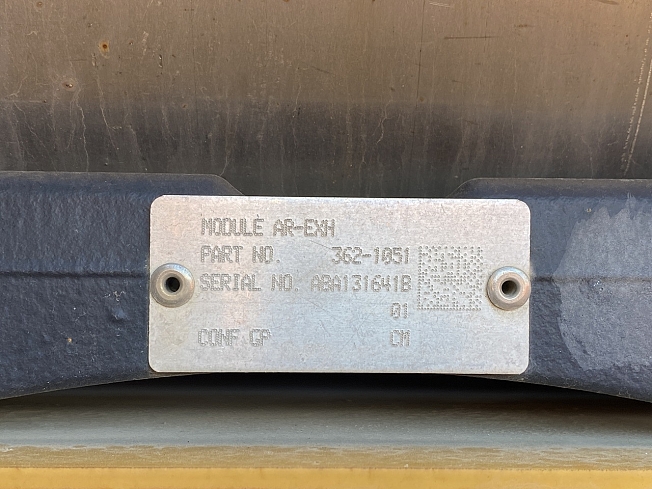 MODULE AR-EXH
PART NO. 362-1051
SERIAL NO. ABA131641B
01
CONF GP CM